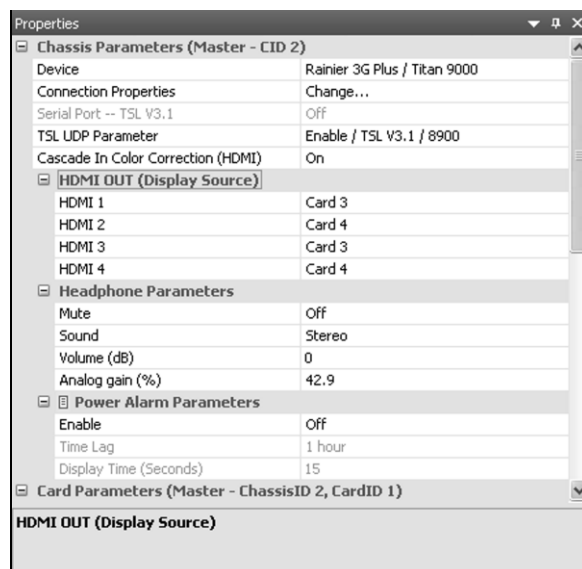 Properties
Chassis Parameters (Master - CID 2)
Device Rainier 3G Plus / Titan 9000
Connection Properties Change...
Serial Port -- TSL V3.1 Off
TSL UDP Parameter Enable / TSL V3.1 / 8900
Cascade In Color Correction (HDMI) On
HDMI OUT (Display Source)
HDMI 1 Card 3
HDMI 2 Card 4
HDMI 3 Card 3
HDMI 4 Card 4
Headphone Parameters
Mute Off
Sound Stereo
Volume (dB) 0
Analog gain (%) 42.9
Power Alarm Parameters
Enable Off
Time Lag 1 hour
Display Time (Seconds) 15
Card Parameters (Master - ChassisID 2, CardID 1)
HDMI OUT (Display Source)